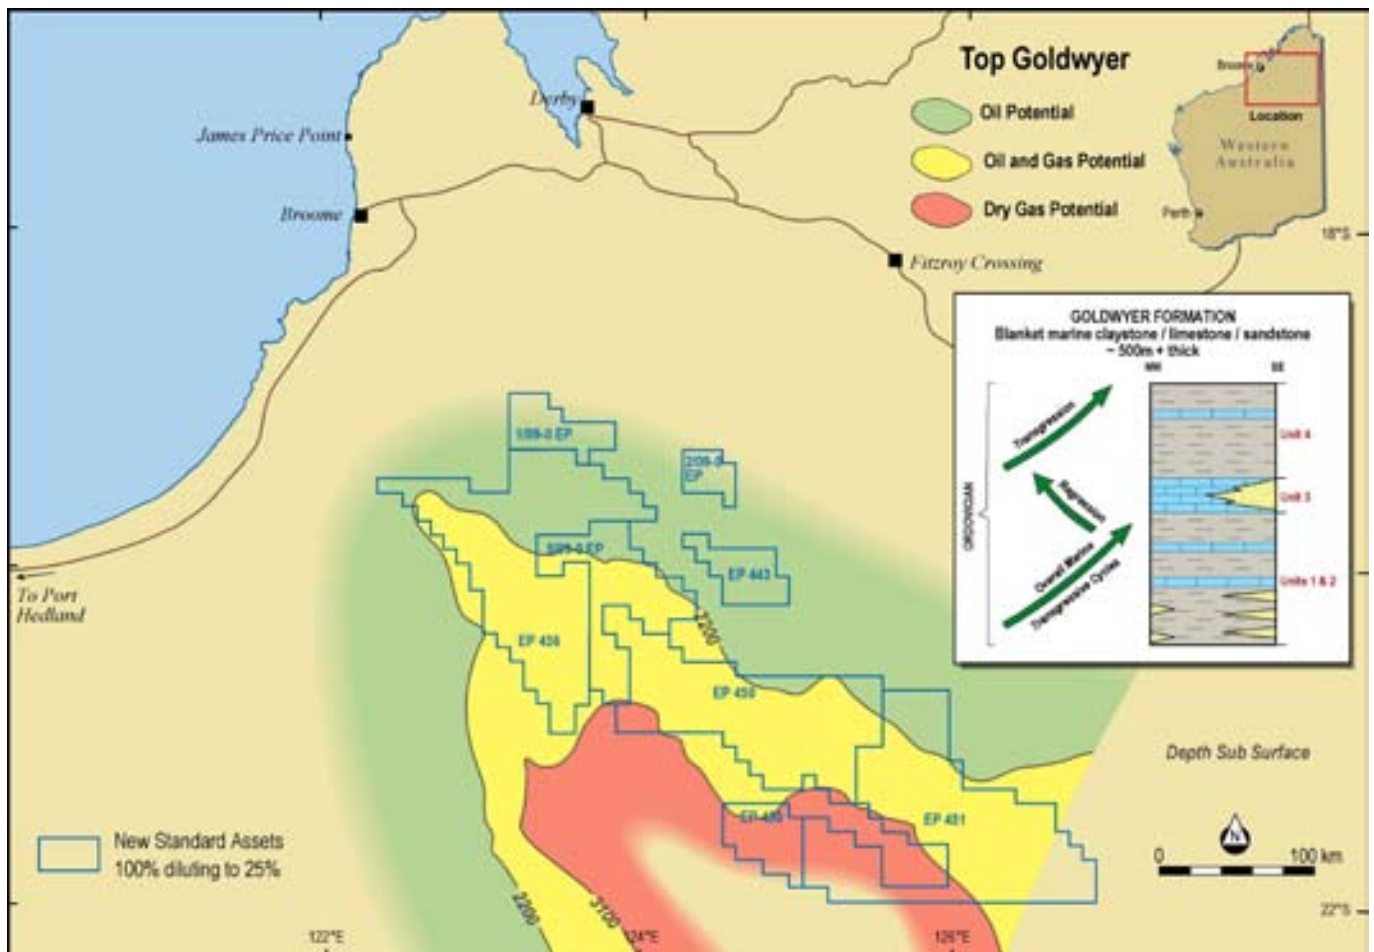 Top Goldwyer
Oil Potential
Oil and Gas Potential
Dry Gas Potential
Broome
Location
Western
Australia
Perth
18°S
Derby
James Price Point
Broome
Fitzroy Crossing
To Port
Hedland
GOLDWYER FORMATION
Blanket marine claystone / limestone / sandstone
~ 500m + thick
NW
SE
ORDOVICIAN
Transgression
Regression
Overall Marine
Transgressive Cycles
Unit 4
Unit 3
Units 1 & 2
EP
EP
EP 443
EP 456
2200
EP 450
EP 451
Depth Sub Surface
N
0
100 km
New Standard Assets
100% diluting to 25%
2200
3100
122°E
124°E
126°E
22°S